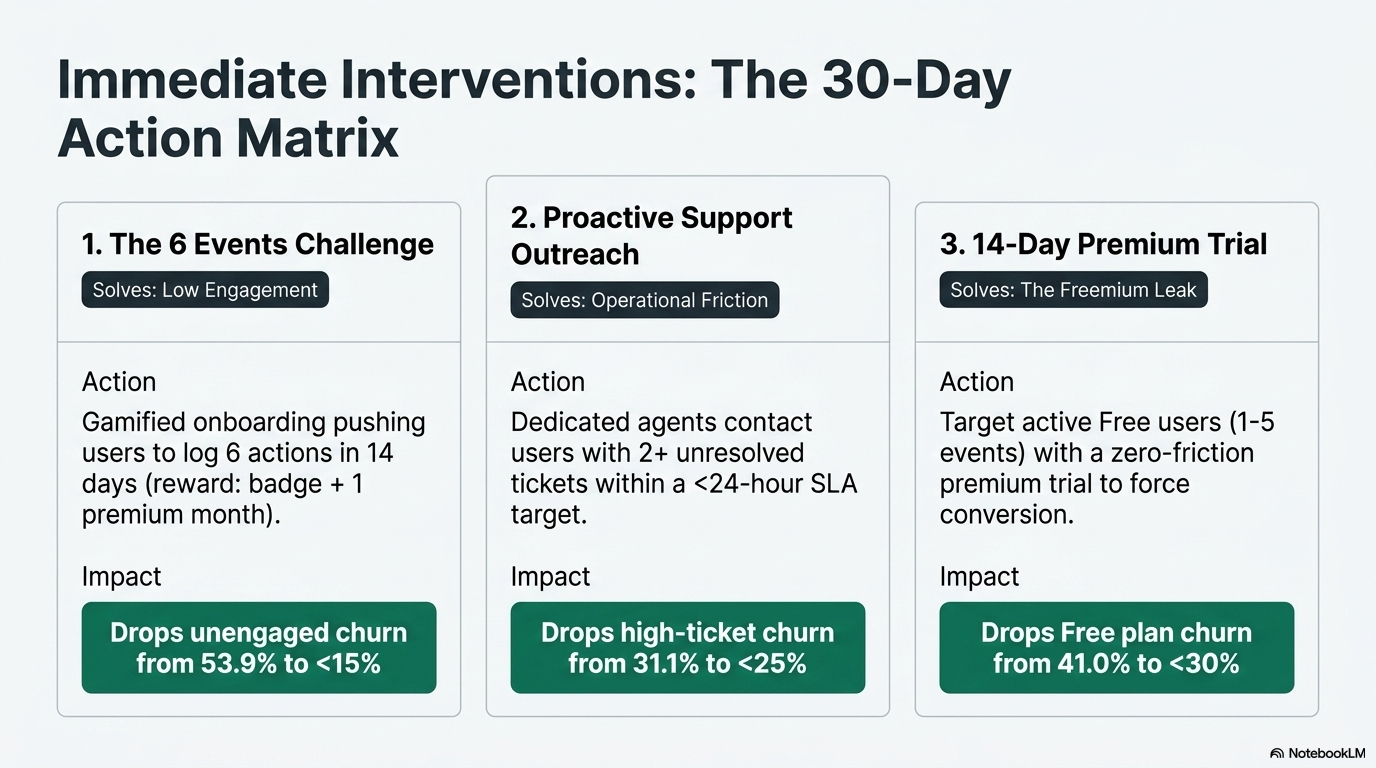 Immediate Interventions: The 30-Day
Action Matrix
1. The 6 Events Challenge
Solves: Low Engagement
Action
Gamified onboarding pushing
users to log 6 actions in 14
days (reward: badge + 1
premium month).
Impact
Drops unengaged churn
from 53.9% to <15%
2. Proactive Support
Outreach
Solves: Operational Friction
Action
Dedicated agents contact
users with 2+ unresolved
tickets within a <24-hour SLA
target.
Impact
Drops high-ticket churn
from 31.1% to <25%
3. 14-Day Premium Trial
Solves: The Freemium Leak
Action
Target active Free users (1-5
events) with a zero-friction
premium trial to force
conversion.
Impact
Drops Free plan churn
from 41.0% to <30%
NotebookLM